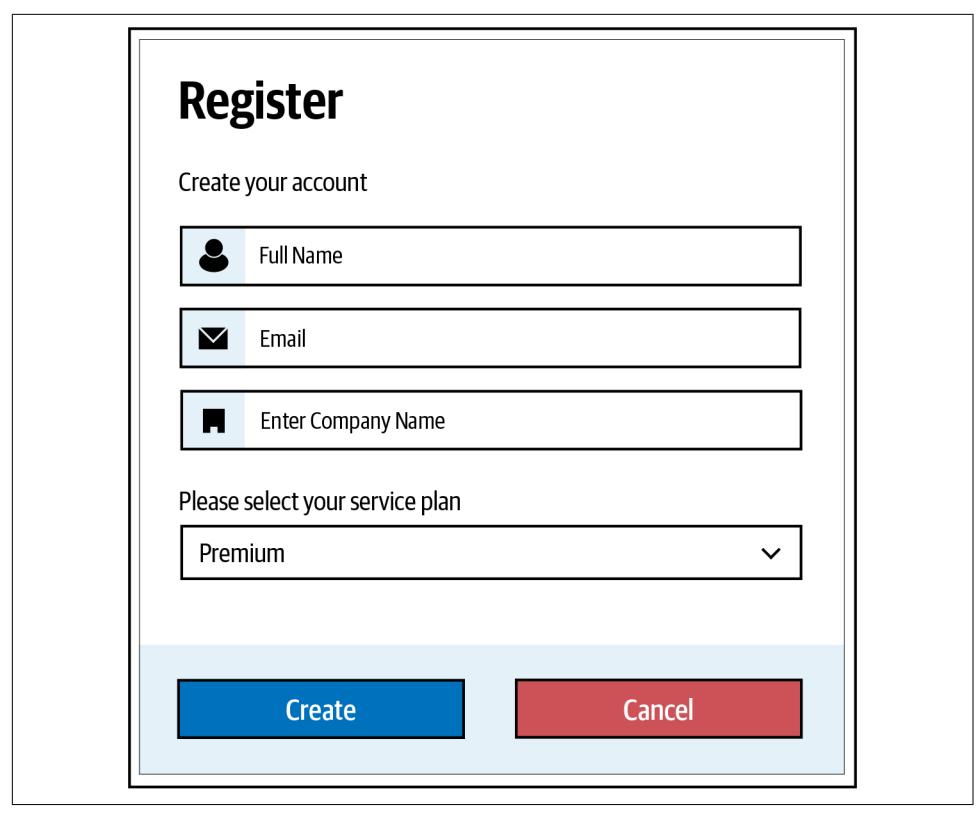 Register
Create your account
Full Name
Email
Enter Company Name
Please select your service plan
Premium
Create
Cancel